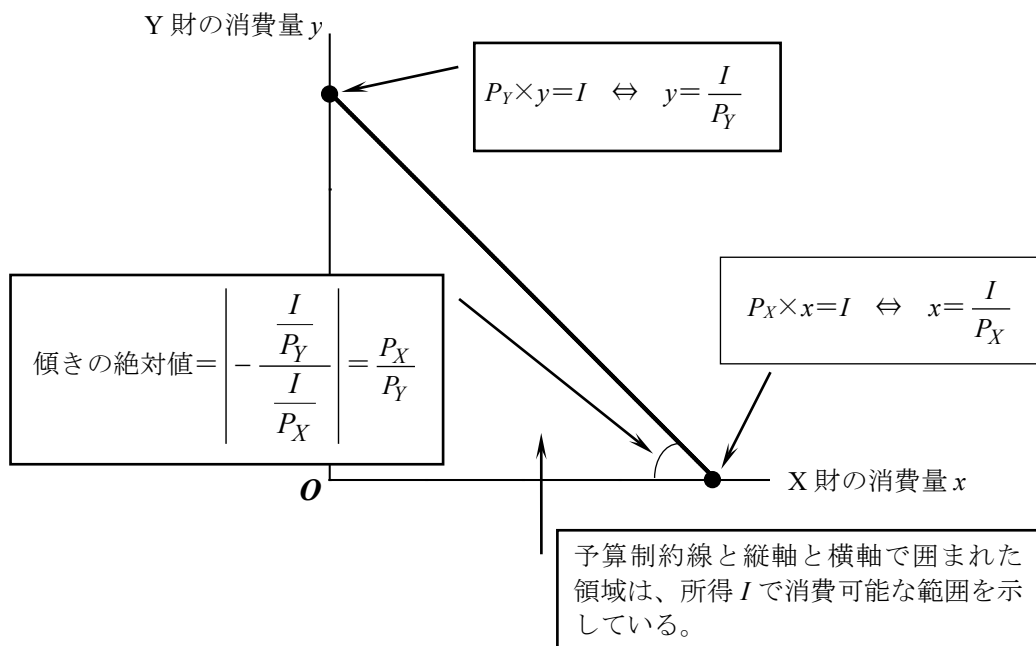 Y 財の消費量 y
P_Y×y=I ⇔ y=I/P_Y
傾きの絶対値=|−(I/P_Y)/(I/P_X)|=P_X/P_Y
P_X×x=I ⇔ x=I/P_X
O
X 財の消費量 x
予算制約線と縦軸と横軸で囲まれた
領域は、所得 I で消費可能な範囲を示
している。